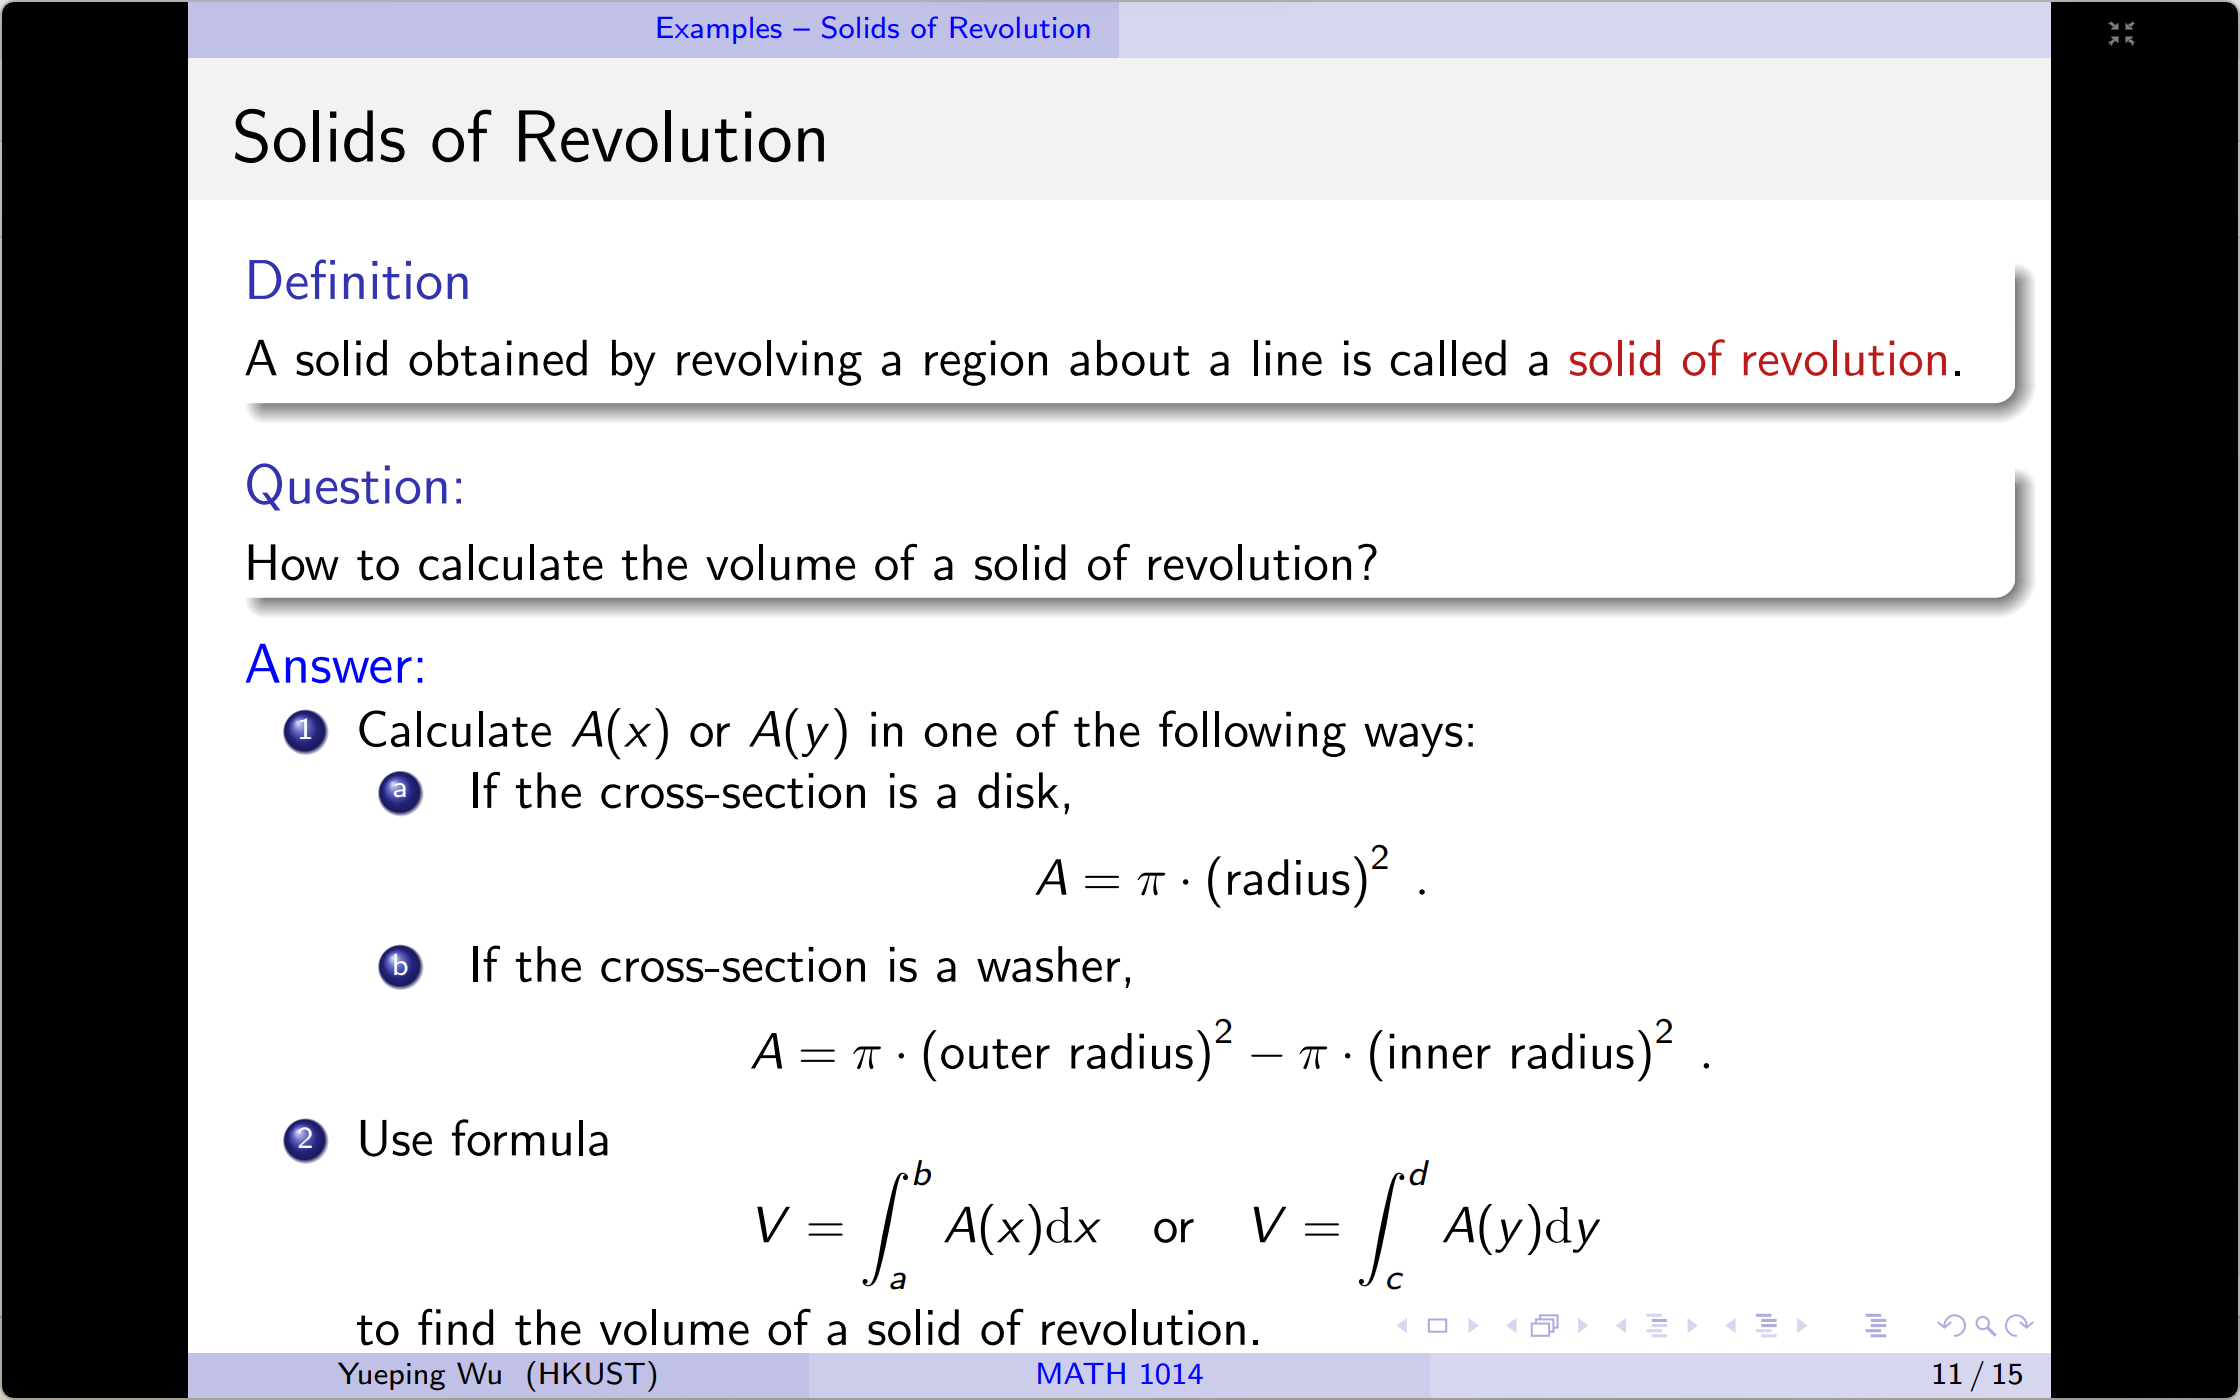 Examples – Solids of Revolution
Solids of Revolution
Definition
A solid obtained by revolving a region about a line is called a solid of revolution.
Question:
How to calculate the volume of a solid of revolution?
Answer:
1 Calculate A(x) or A(y) in one of the following ways:
a If the cross-section is a disk,
A = π · (radius)² .
b If the cross-section is a washer,
A = π · (outer radius)² − π · (inner radius)² .
2 Use formula
V = ∫_a^b A(x)dx or V = ∫_c^d A(y)dy
to find the volume of a solid of revolution.
Yueping Wu (HKUST) MATH 1014 11 / 15